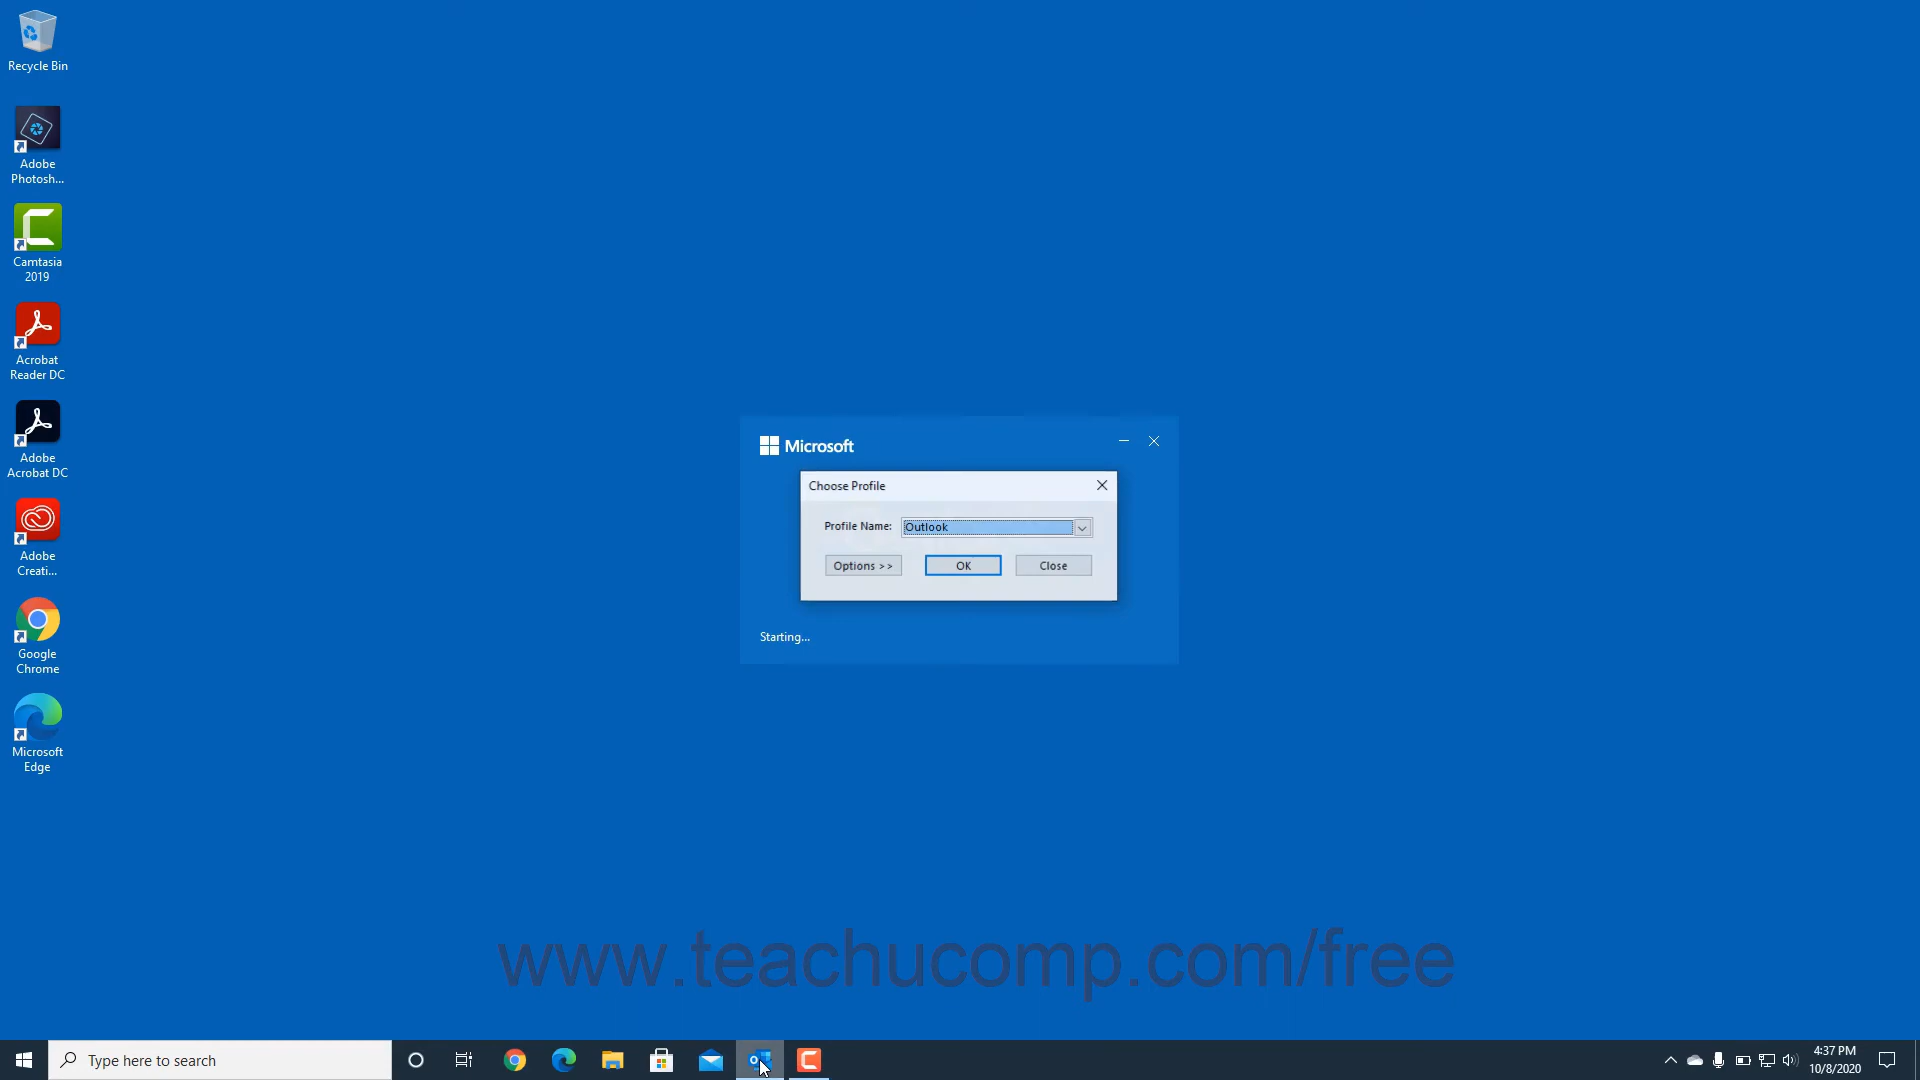 Recycle Bin
Adobe
Photosh...
Camtasia
2019
Acrobat
Reader DC
Adobe
Acrobat DC
Adobe
Creati...
Google
Chrome
Microsoft
Edge
Microsoft
Choose Profile
Profile Name:
Outlook
Options >>
OK
Close
Starting...
www.teachucomp.com/free
Type here to search
4:37 PM
10/8/2020